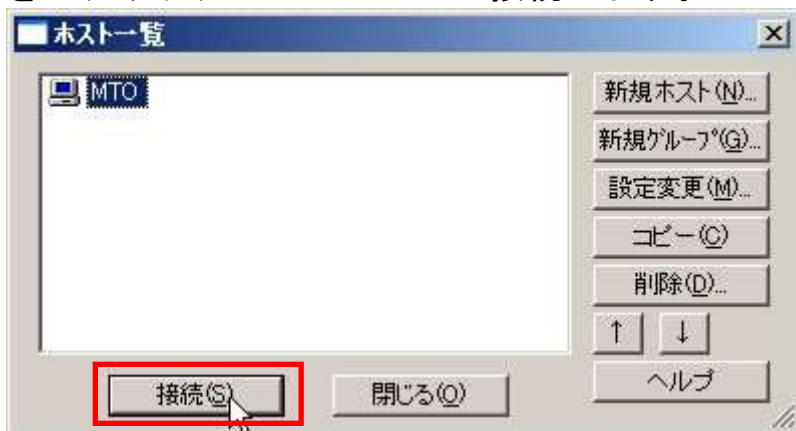 ホスト一覧
MTO
新規ホスト(N)...
新規ｸﾞﾙｰﾌﾟ(G)...
設定変更(M)...
コピー(C)
削除(D)...
↑ ↓
接続(S)
閉じる(O)
ヘルプ